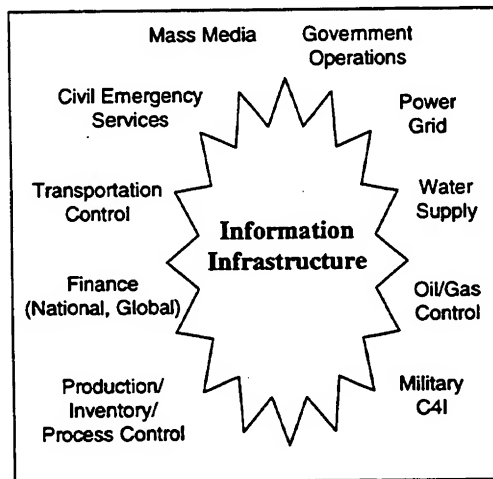 Mass Media
Government
Operations
Civil Emergency
Services
Power
Grid
Transportation
Control
Water
Supply
Information
Infrastructure
Finance
(National, Global)
Oil/Gas
Control
Production/
Inventory/
Process Control
Military
C4I